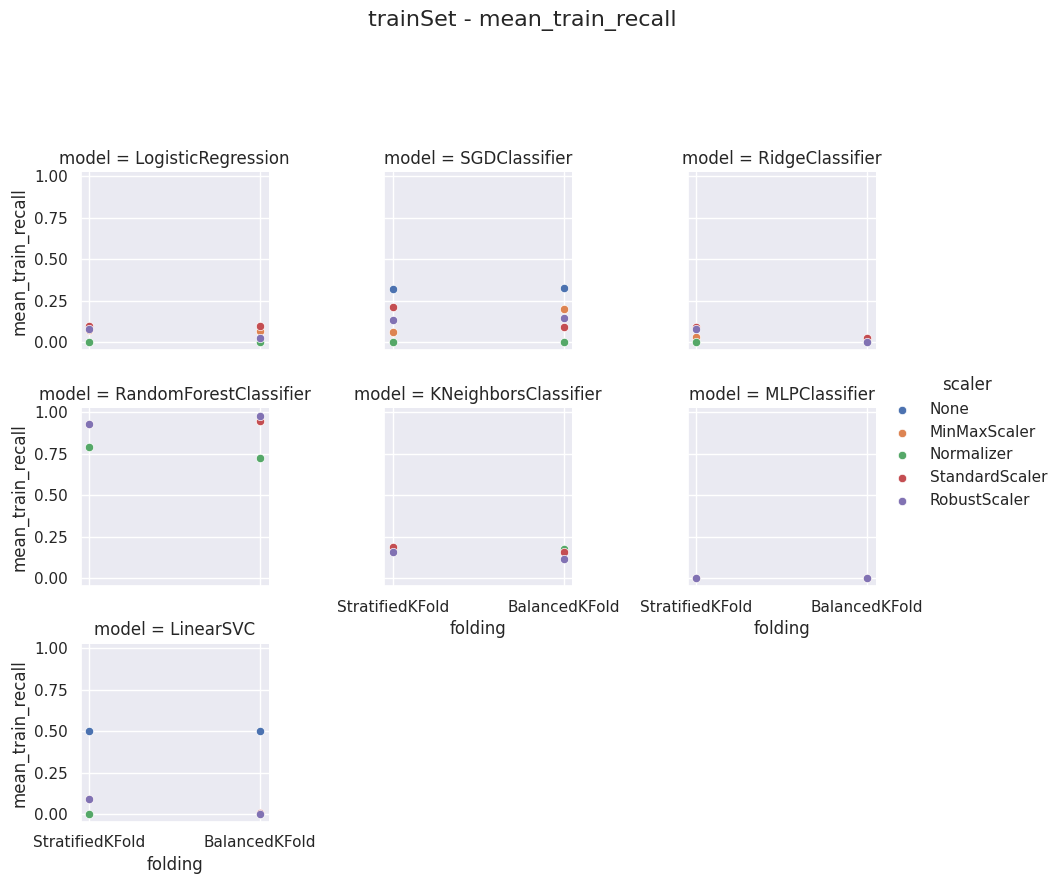 trainSet - mean_train_recall
model = LogisticRegression
model = SGDClassifier
model = RidgeClassifier
mean_train_recall
1.00
0.75
0.50
0.25
0.00
model = RandomForestClassifier
model = KNeighborsClassifier
model = MLPClassifier
mean_train_recall
1.00
0.75
0.50
0.25
0.00
scaler
None
MinMaxScaler
Normalizer
StandardScaler
RobustScaler
StratifiedKFold
BalancedKFold
folding
StratifiedKFold
BalancedKFold
folding
model = LinearSVC
mean_train_recall
1.00
0.75
0.50
0.25
0.00
StratifiedKFold
BalancedKFold
folding